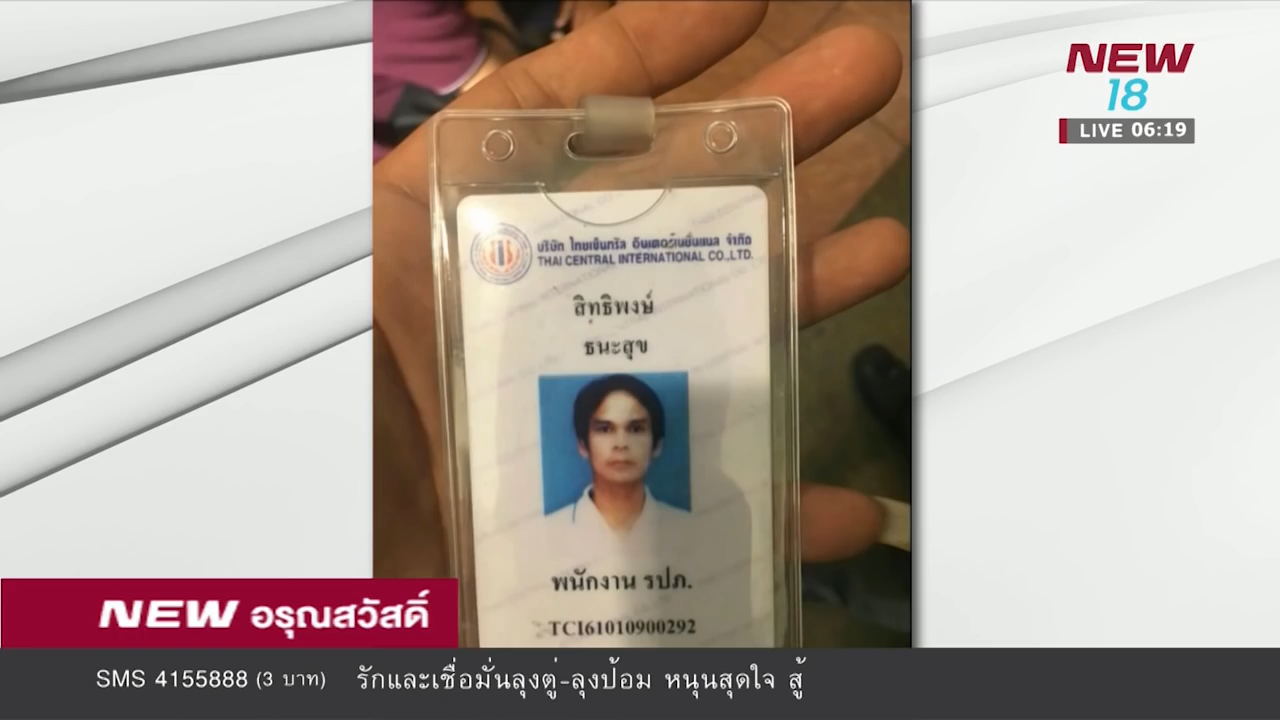 NEW
18
LIVE 06:19
บริษัท ไทยเซ็นทรัล อินเตอร์เนชั่นแนล จำกัด
THAI CENTRAL INTERNATIONAL CO.,LTD.
สิทธิพงษ์
ธนะสุข
พนักงาน รปภ.
TCI61010900292
NEW อรุณสวัสดิ์
SMS 4155888 (3 บาท) รักและเชื่อมั่นลุงตู่-ลุงป้อม หนุนสุดใจ สู้